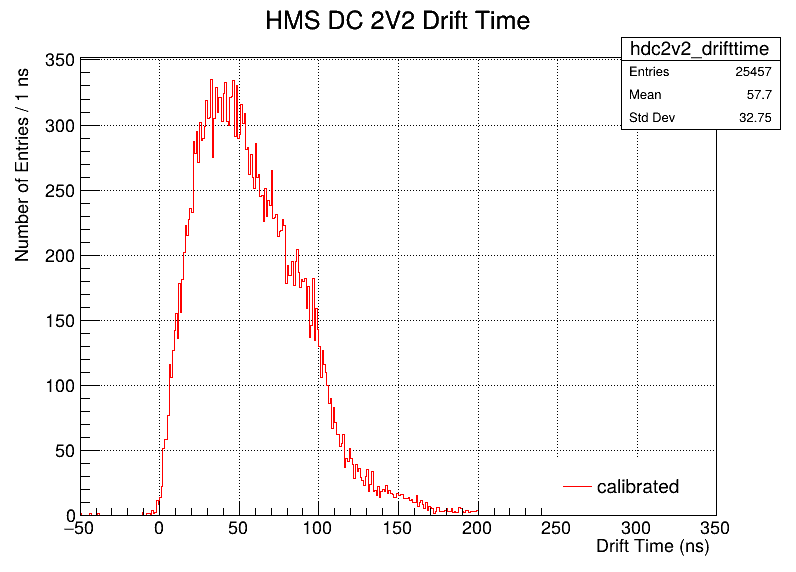 HMS DC 2V2 Drift Time
hdc2v2_drifttime
Entries 25457
Mean 57.7
Std Dev 32.75
Number of Entries / 1 ns
350
300
250
200
150
100
50
0
−50 0 50 100 150 200 250 300 350
Drift Time (ns)
calibrated